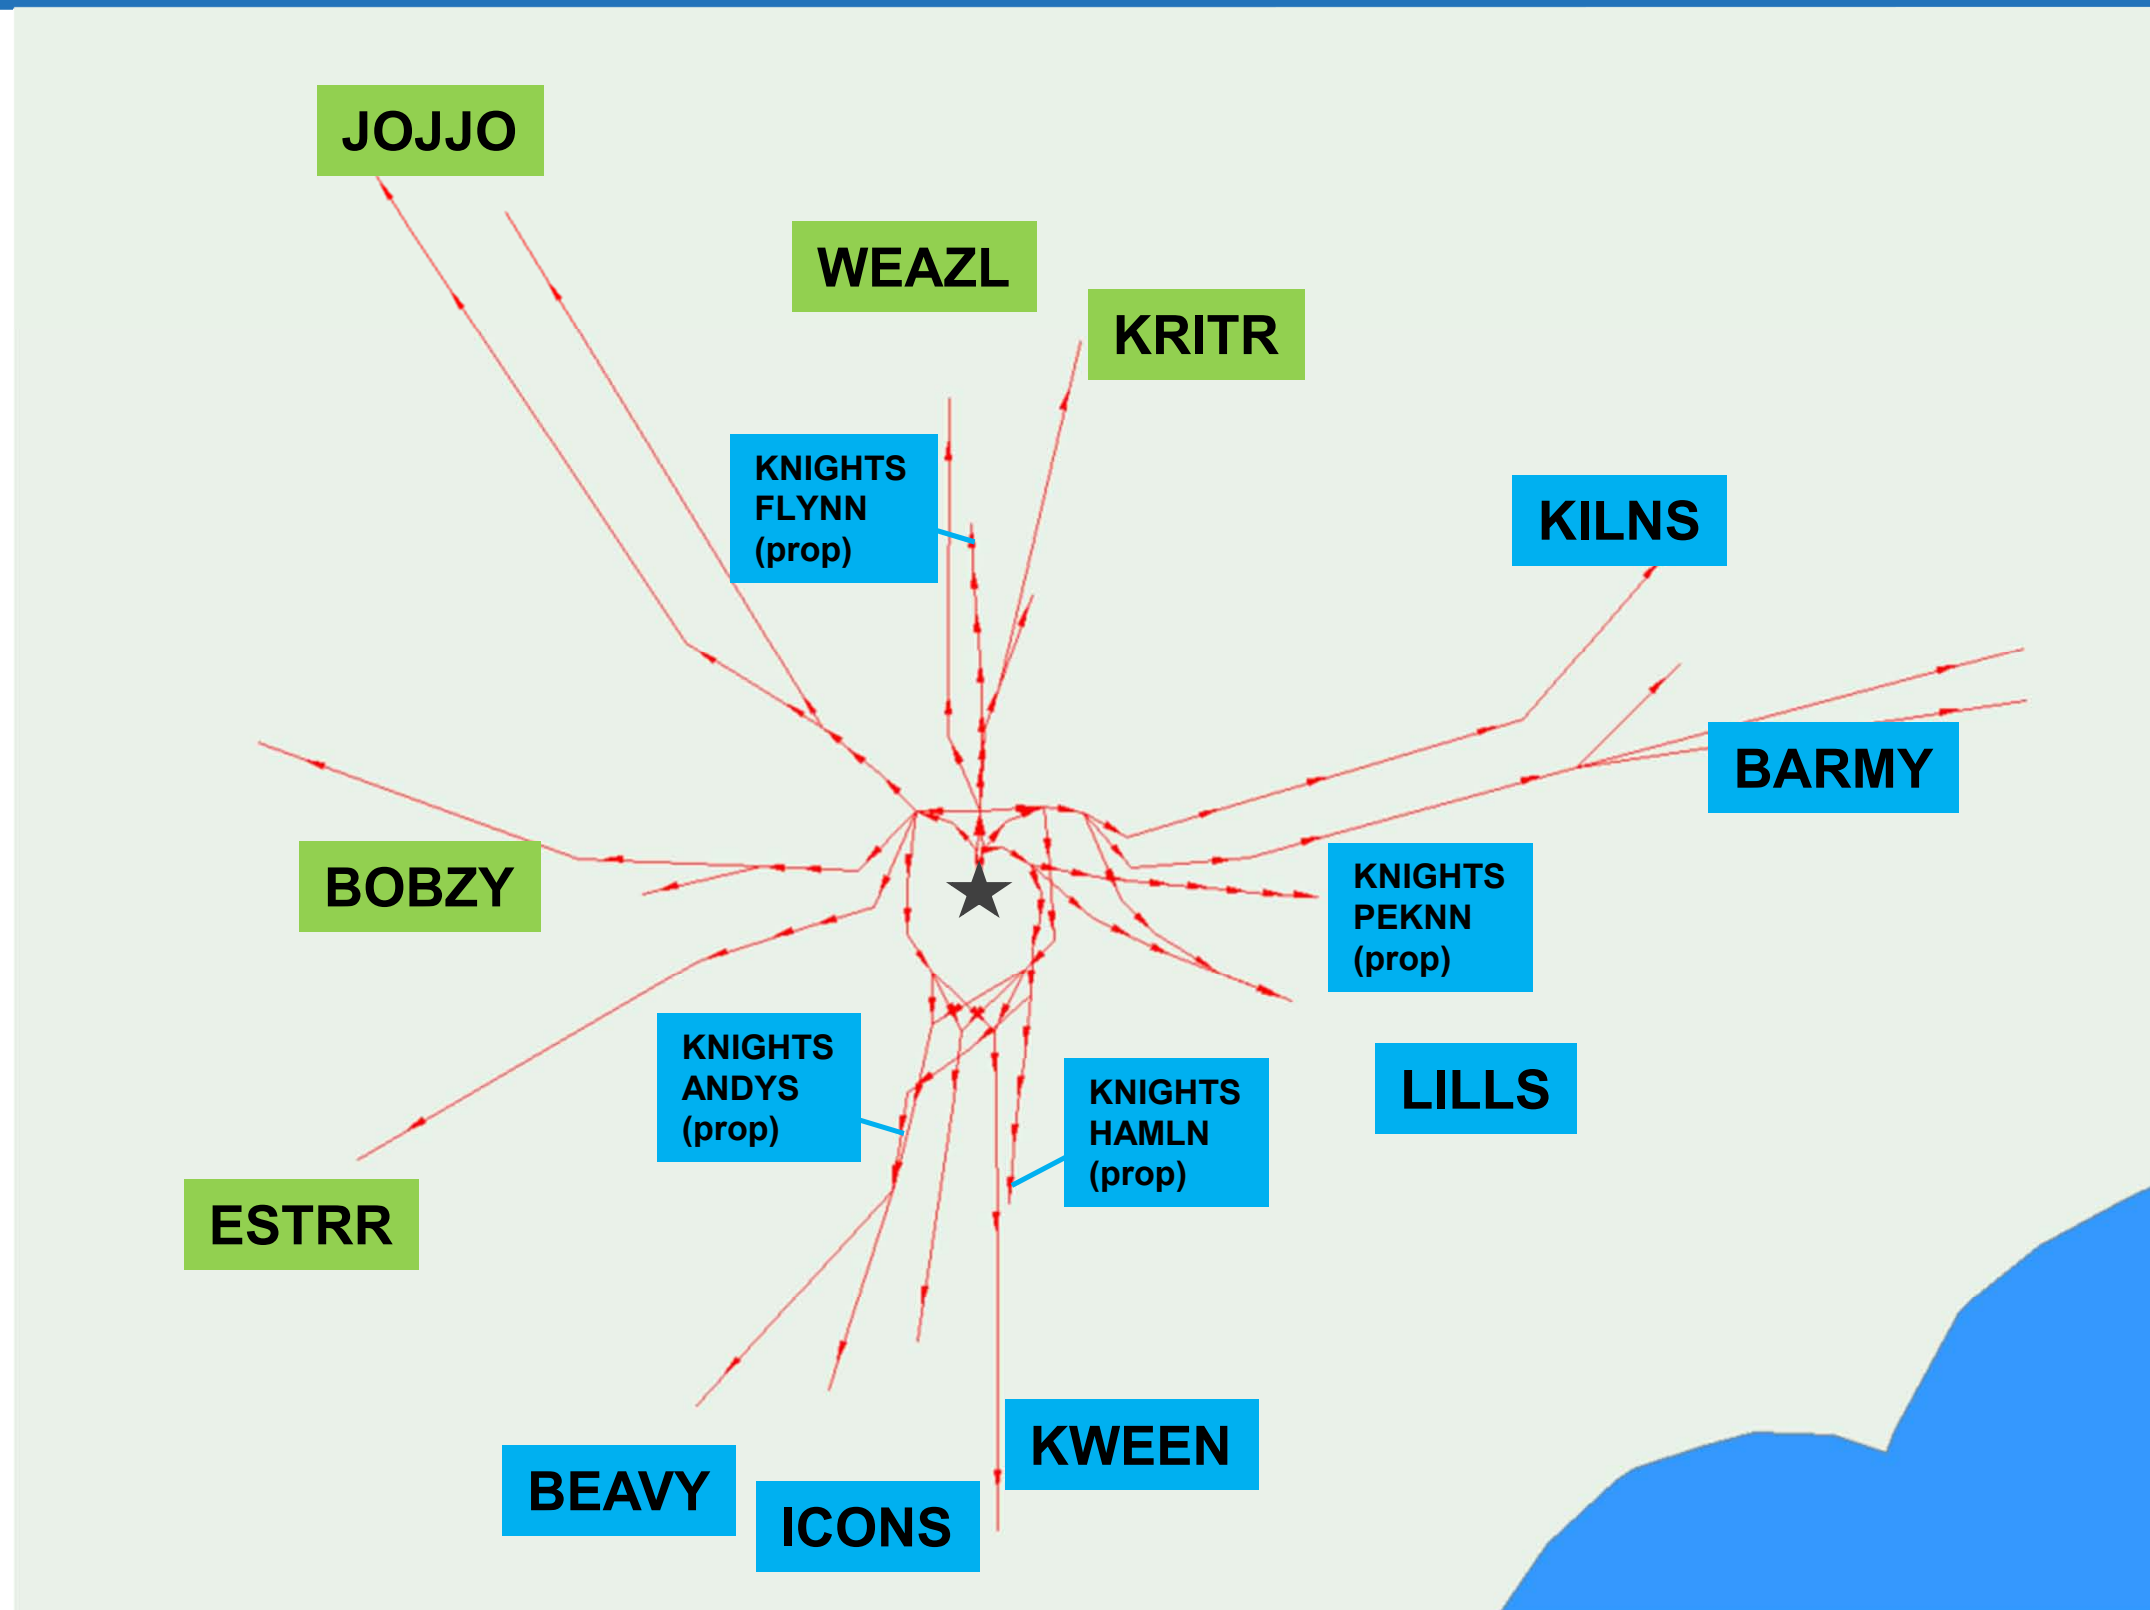 JOJJO
WEAZL
KRITR
KNIGHTS
FLYNN
(prop)
KILNS
BARMY
BOBZY
KNIGHTS
PEKNN
(prop)
KNIGHTS
ANDYS
(prop)
KNIGHTS
HAMLN
(prop)
LILLS
ESTRR
KWEEN
BEAVY
ICONS